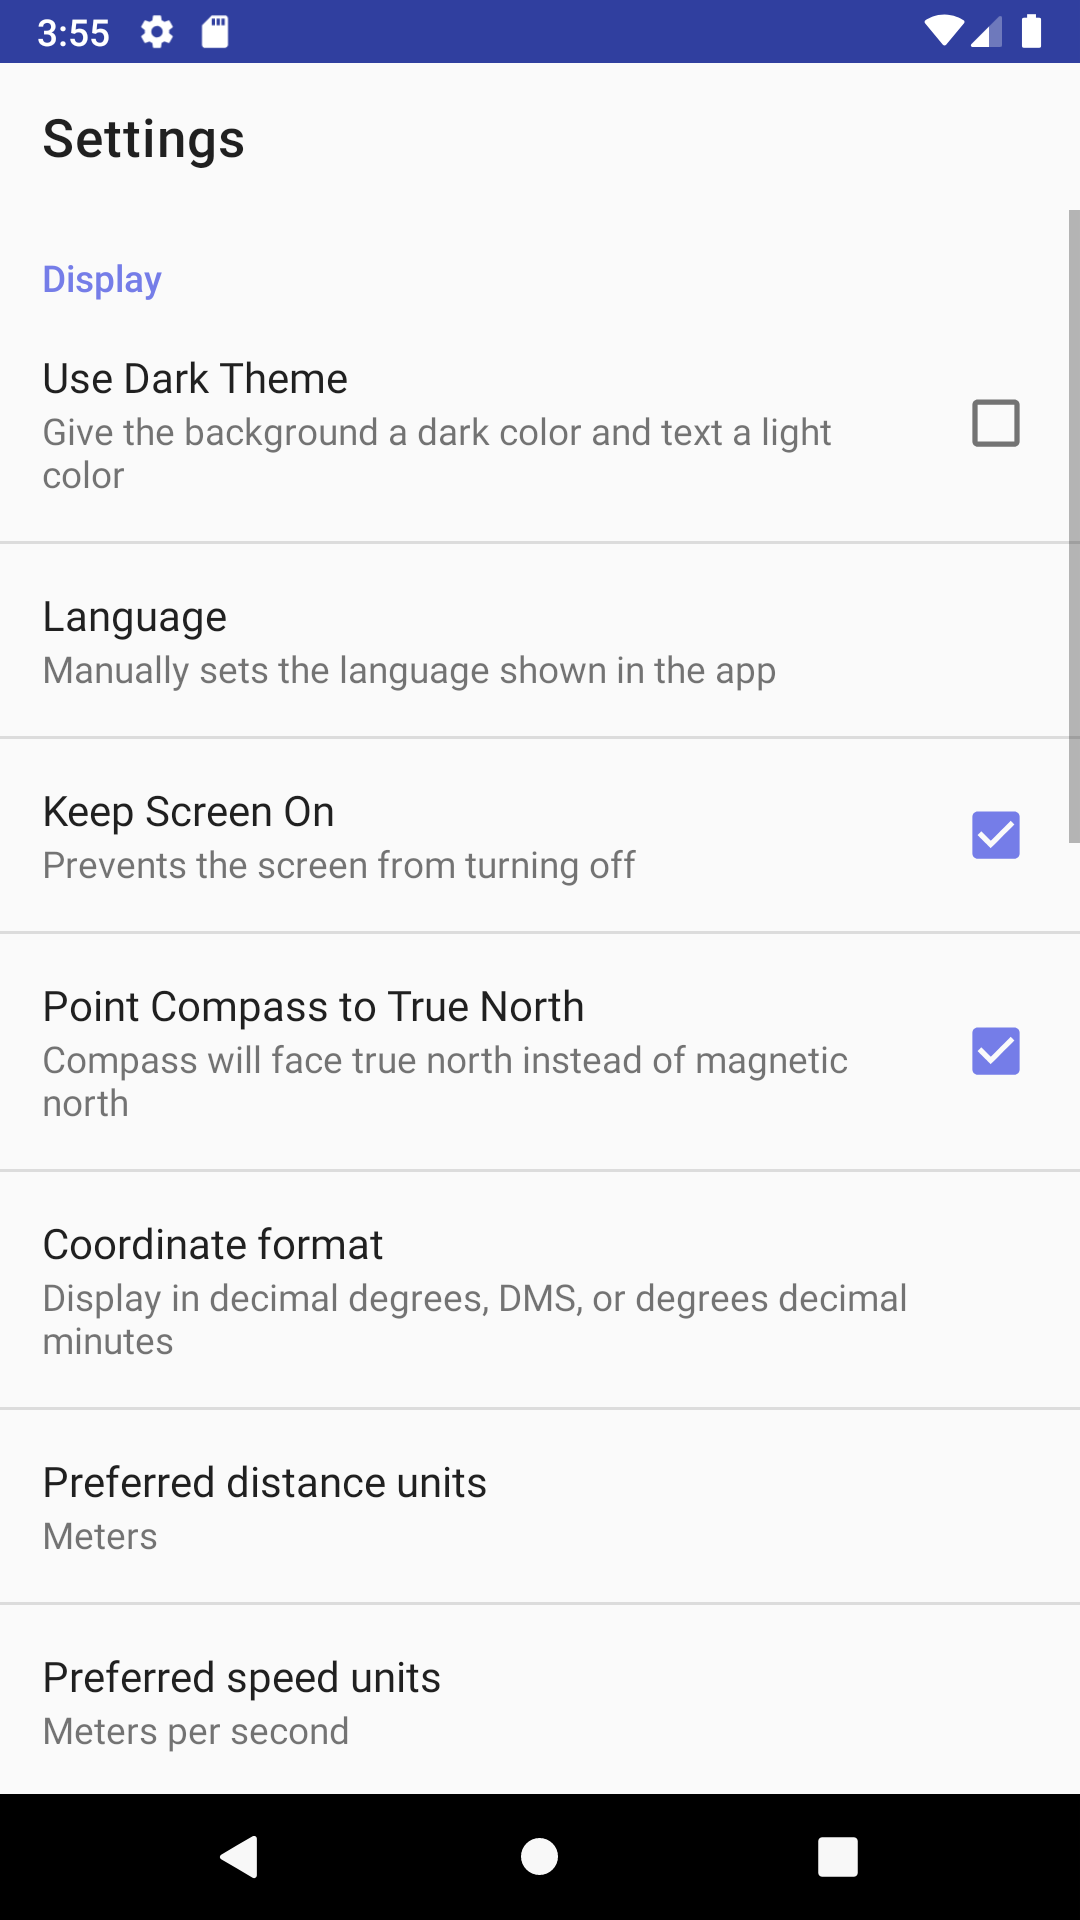 3:55
Settings
Display
Use Dark Theme
Give the background a dark color and text a light
color
Language
Manually sets the language shown in the app
Keep Screen On
Prevents the screen from turning off
Point Compass to True North
Compass will face true north instead of magnetic
north
Coordinate format
Display in decimal degrees, DMS, or degrees decimal
minutes
Preferred distance units
Meters
Preferred speed units
Meters per second